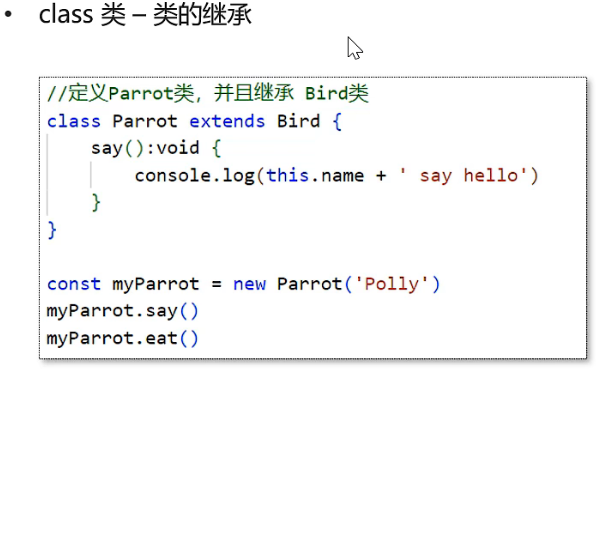 • class 类 – 类的继承
//定义Parrot类，并且继承 Bird类
class Parrot extends Bird {
    say():void {
        console.log(this.name + ' say hello')
    }
}
const myParrot = new Parrot('Polly')
myParrot.say()
myParrot.eat()